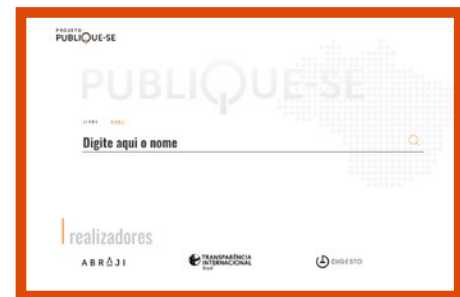 PROJETO
PUBLIQUE-SE
PUBLIQUE-SE
Digite aqui o nome
realizadores
ABRAJI
TRANSPARÊNCIA
INTERNACIONAL
Brasil
DIGESTO